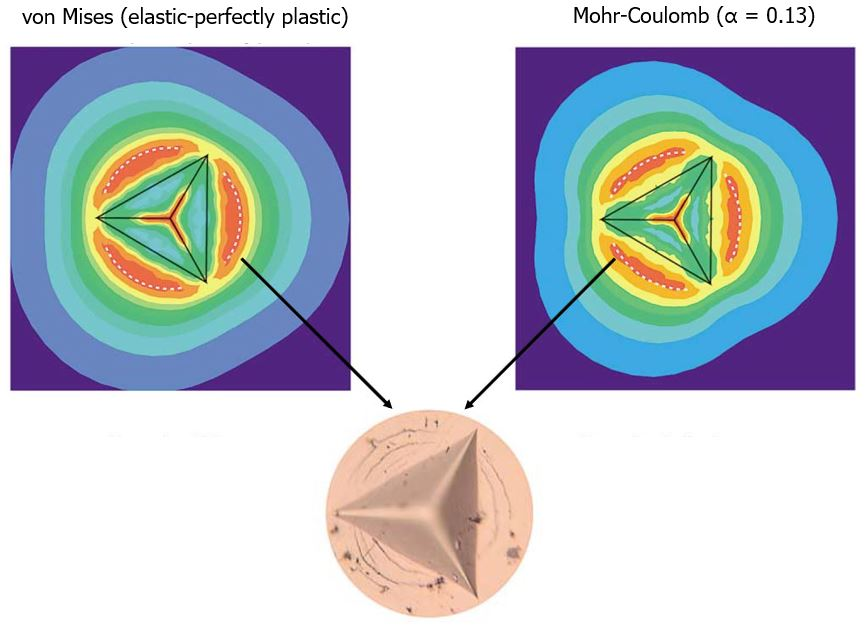 von Mises (elastic-perfectly plastic)
Mohr-Coulomb (α = 0.13)